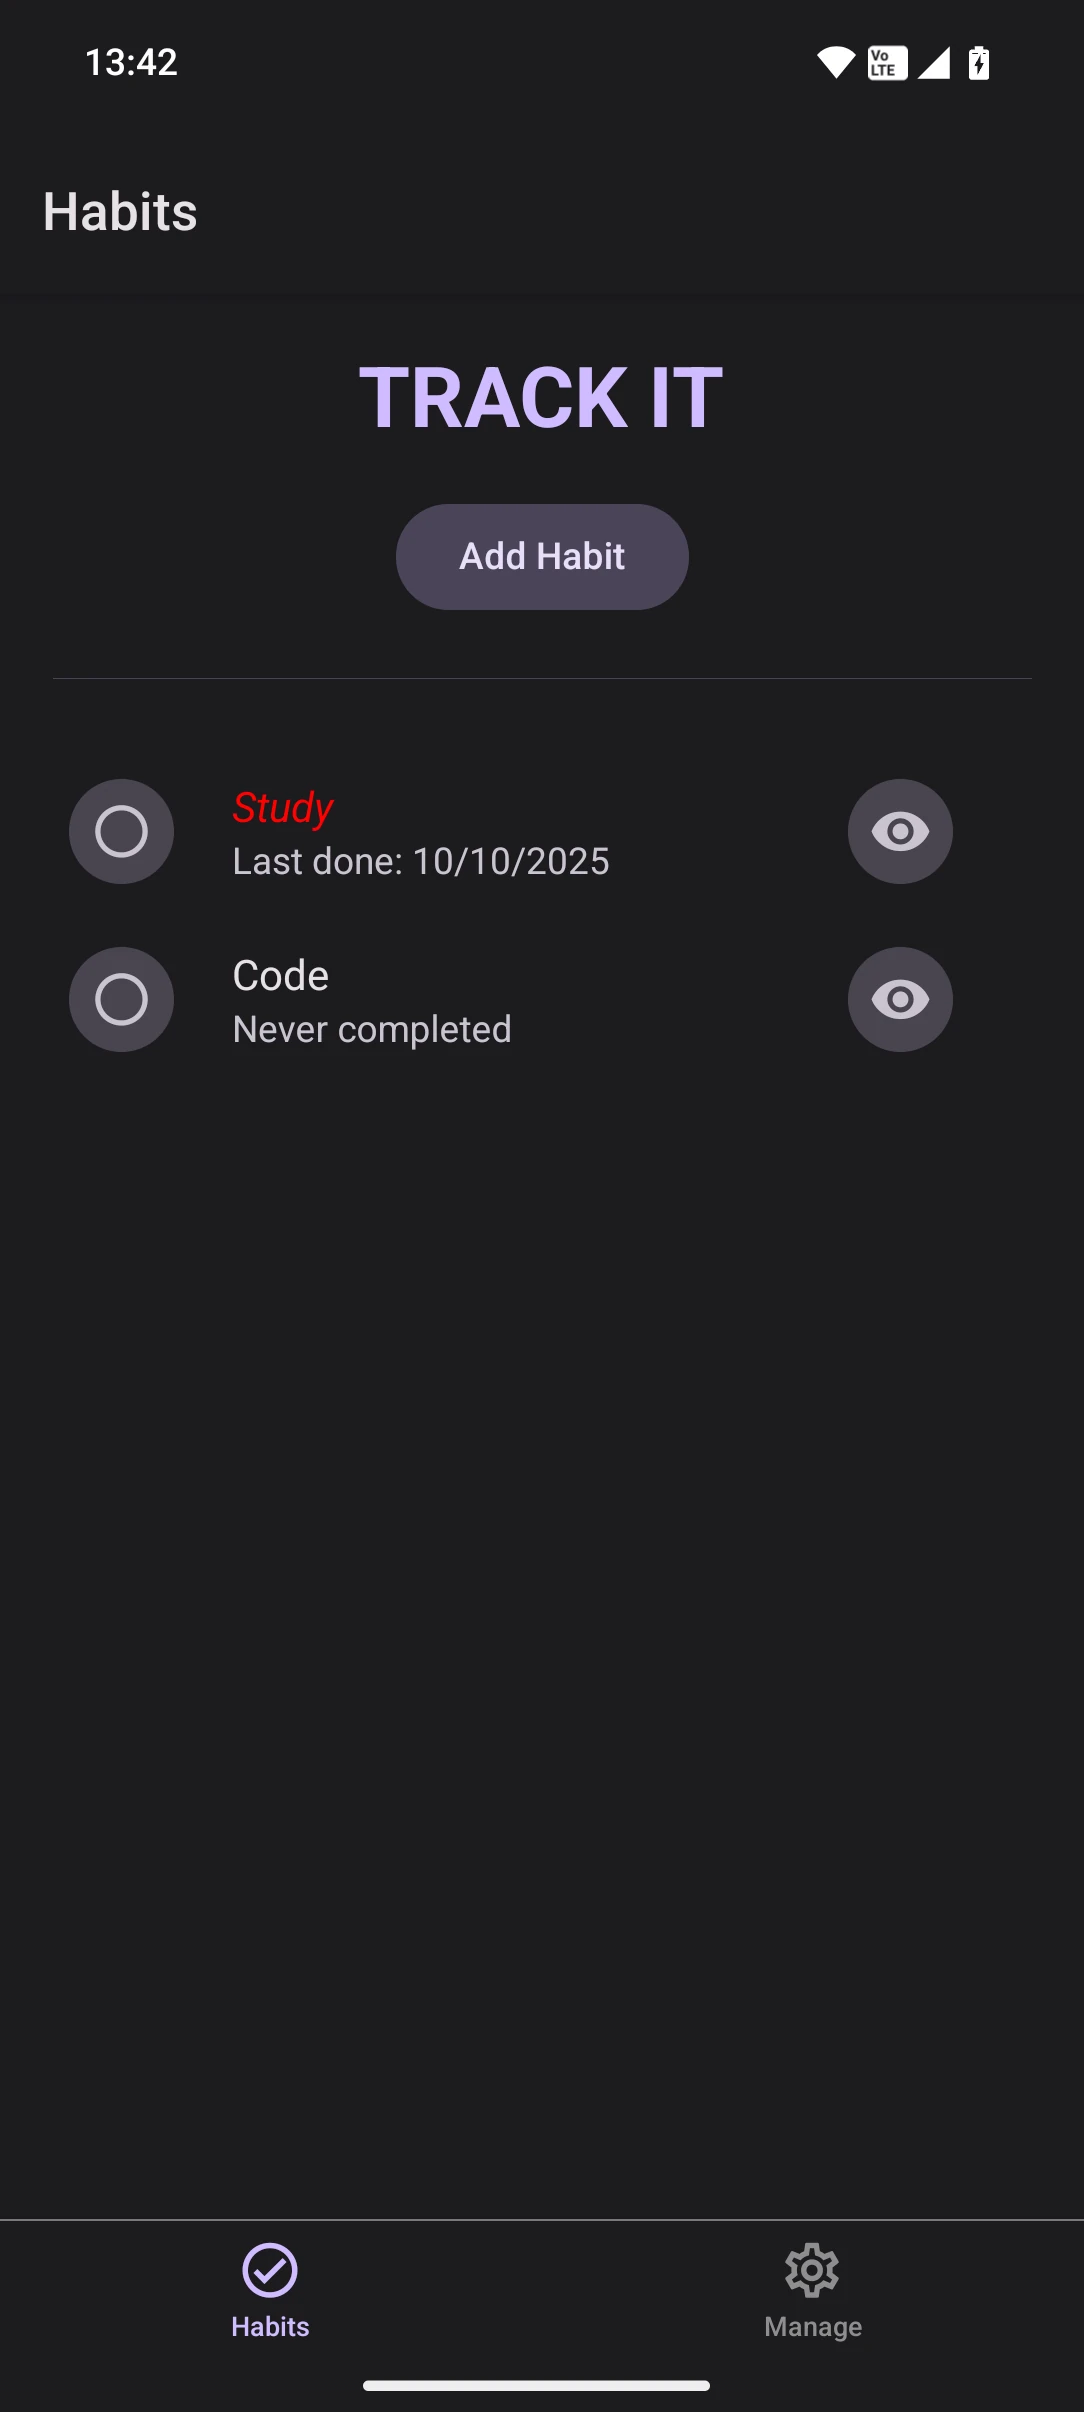 13:42
Vo
LTE
Habits
TRACK IT
Add Habit
Study
Last done: 10/10/2025
Code
Never completed
Habits
Manage